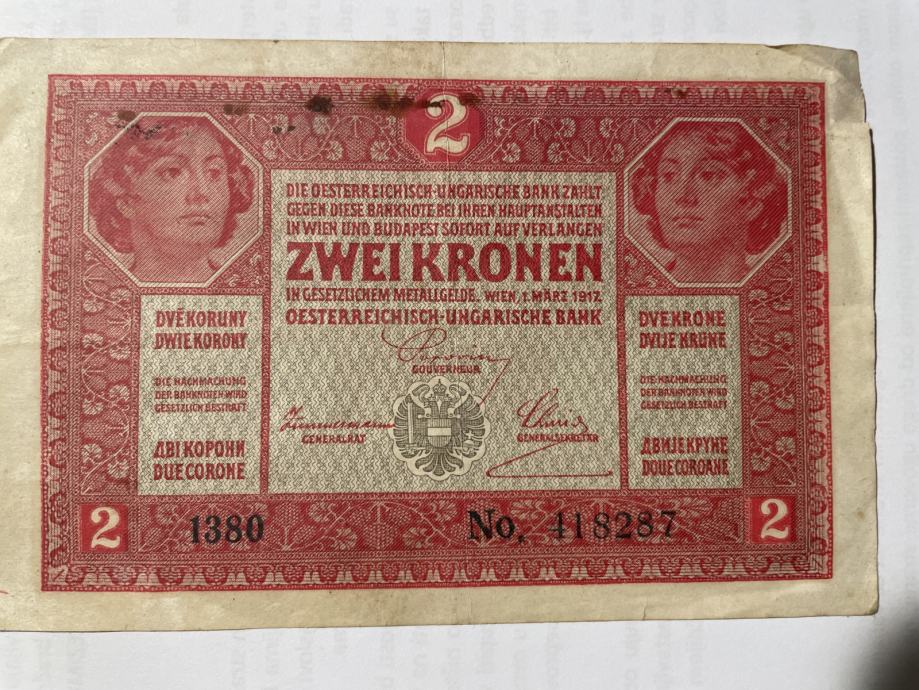 2
DIE OESTERREICHISCH-UNGARISCHE BANK ZAHLT
GEGEN DIESE BANKNOTE BEI IHREN HAUPTANSTALTEN
IN WIEN UND BUDAPEST SOFORT AUF VERLANGEN
ZWEI KRONEN
IN GESETZLICHEM METALLGELDE. WIEN, 1. MÄRZ 1917.
OESTERREICHISCH-UNGARISCHE BANK
GOUVERNEUR
GENERALRAT
GENERALSEKRETÄR
DVĚ KORUNY
DWIE KORONY
DIE NACHMACHUNG
DER BANKNOTEN WIRD
GESETZLICH BESTRAFT
ДВІ КОРОНИ
DUE CORONE
DVE KRONE
DVIJE KRUNE
DIE NACHMACHUNG
DER BANKNOTEN WIRD
GESETZLICH BESTRAFT
ДВИЈЕ КРУНЕ
DOUE COROANE
2
1380
No. 418287
2